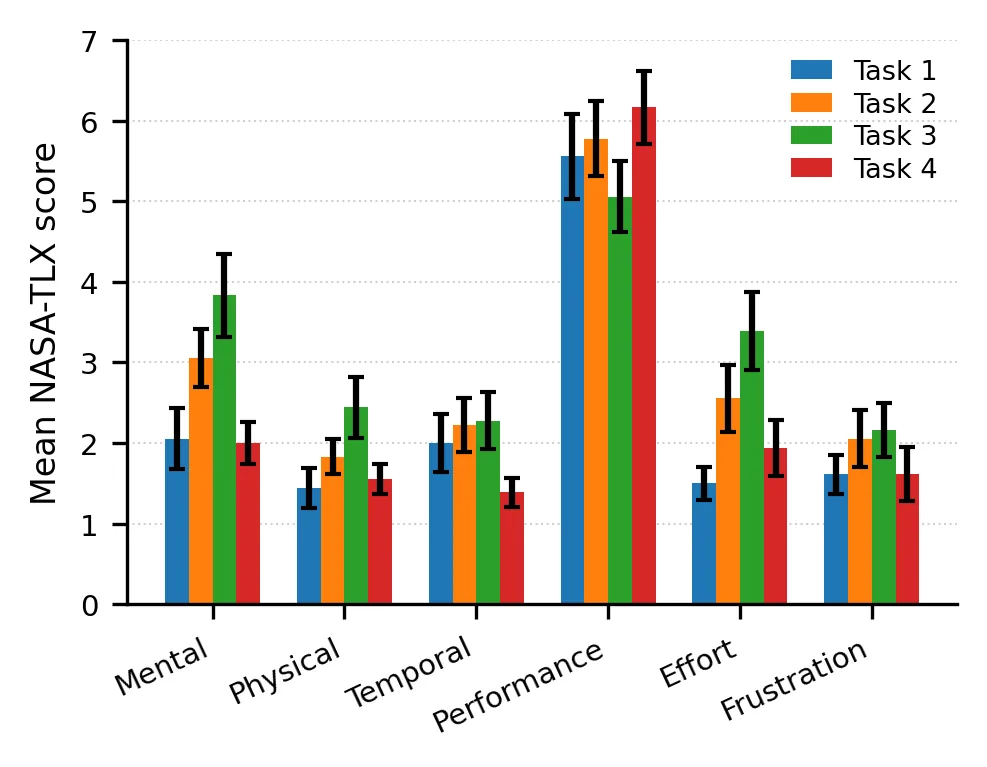 Mean NASA-TLX score
7
6
5
4
3
2
1
0
Task 1
Task 2
Task 3
Task 4
Mental
Physical
Temporal
Performance
Effort
Frustration